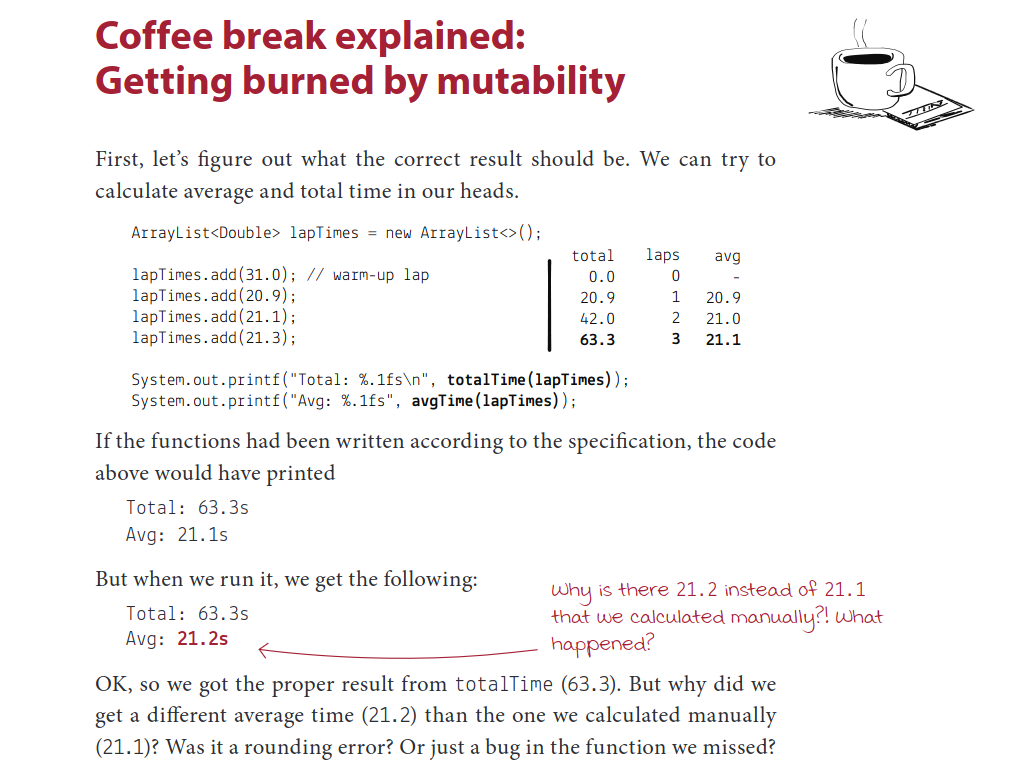 Coffee break explained:
Getting burned by mutability
First, let's figure out what the correct result should be. We can try to
calculate average and total time in our heads.
ArrayList<Double> lapTimes = new ArrayList<>();
total laps avg
lapTimes.add(31.0); // warm-up lap 0.0 0 -
lapTimes.add(20.9); 20.9 1 20.9
lapTimes.add(21.1); 42.0 2 21.0
lapTimes.add(21.3); 63.3 3 21.1
System.out.printf("Total: %.1fs\n", totalTime(lapTimes));
System.out.printf("Avg: %.1fs", avgTime(lapTimes));
If the functions had been written according to the specification, the code
above would have printed
Total: 63.3s
Avg: 21.1s
But when we run it, we get the following:
Total: 63.3s
Avg: 21.2s
Why is there 21.2 instead of 21.1
that we calculated manually?! What
happened?
OK, so we got the proper result from totalTime (63.3). But why did we
get a different average time (21.2) than the one we calculated manually
(21.1)? Was it a rounding error? Or just a bug in the function we missed?